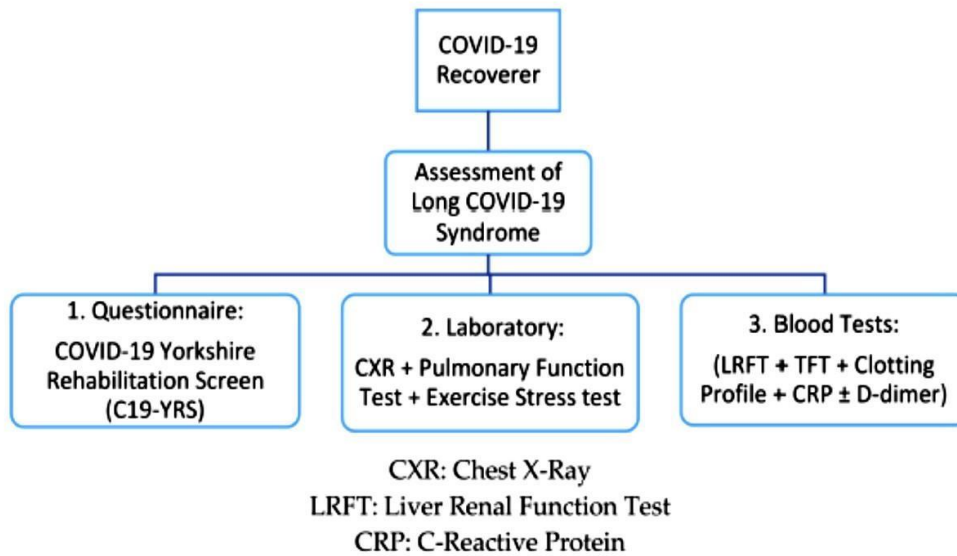 COVID-19
Recoverer
Assessment of
Long COVID-19
Syndrome
1. Questionnaire:
COVID-19 Yorkshire
Rehabilitation Screen
(C19-YRS)
2. Laboratory:
CXR + Pulmonary Function
Test + Exercise Stress test
3. Blood Tests:
(LRFT + TFT + Clotting
Profile + CRP ± D-dimer)
CXR: Chest X-Ray
LRFT: Liver Renal Function Test
CRP: C-Reactive Protein